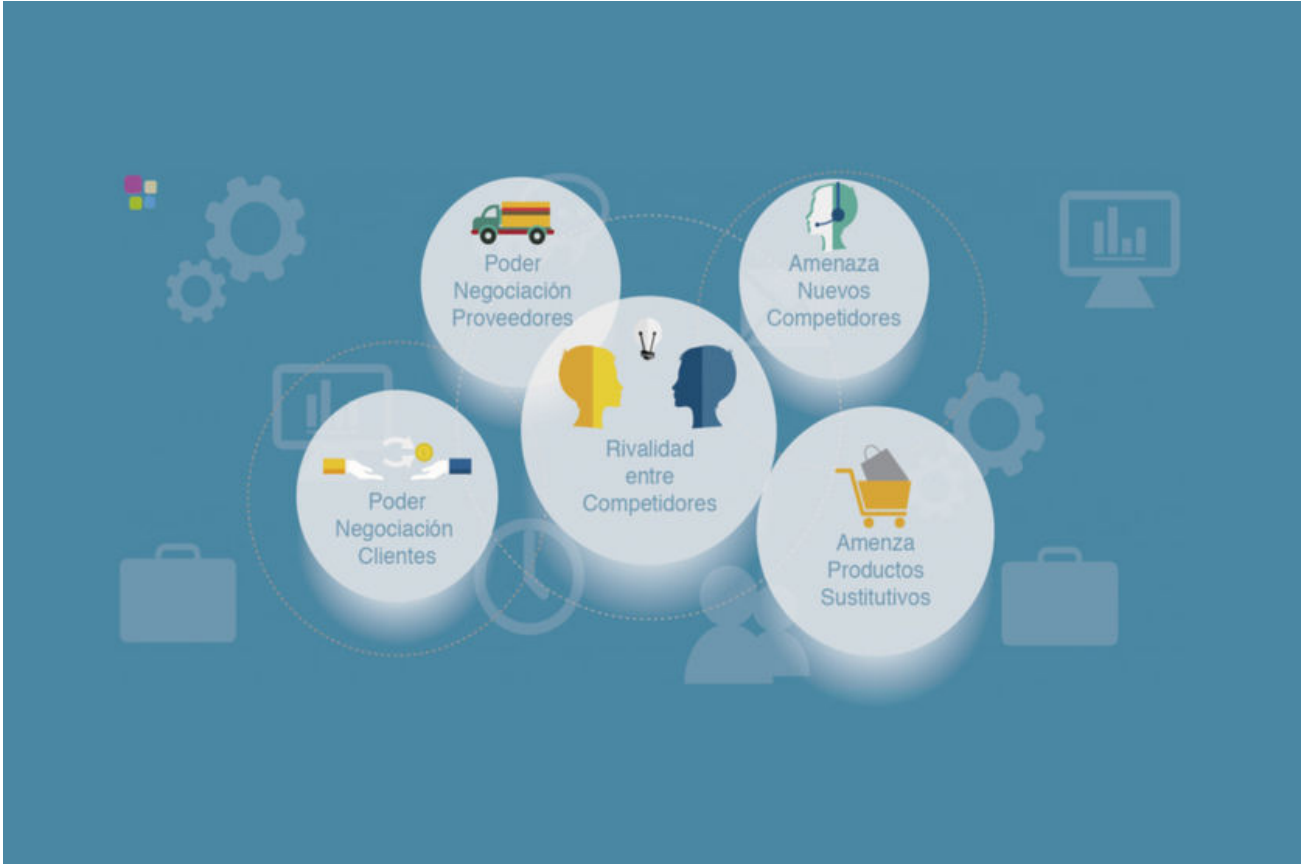 Poder
Negociación
Proveedores
Amenaza
Nuevos
Competidores
Rivalidad
entre
Competidores
Poder
Negociación
Clientes
Amenza
Productos
Sustitutivos